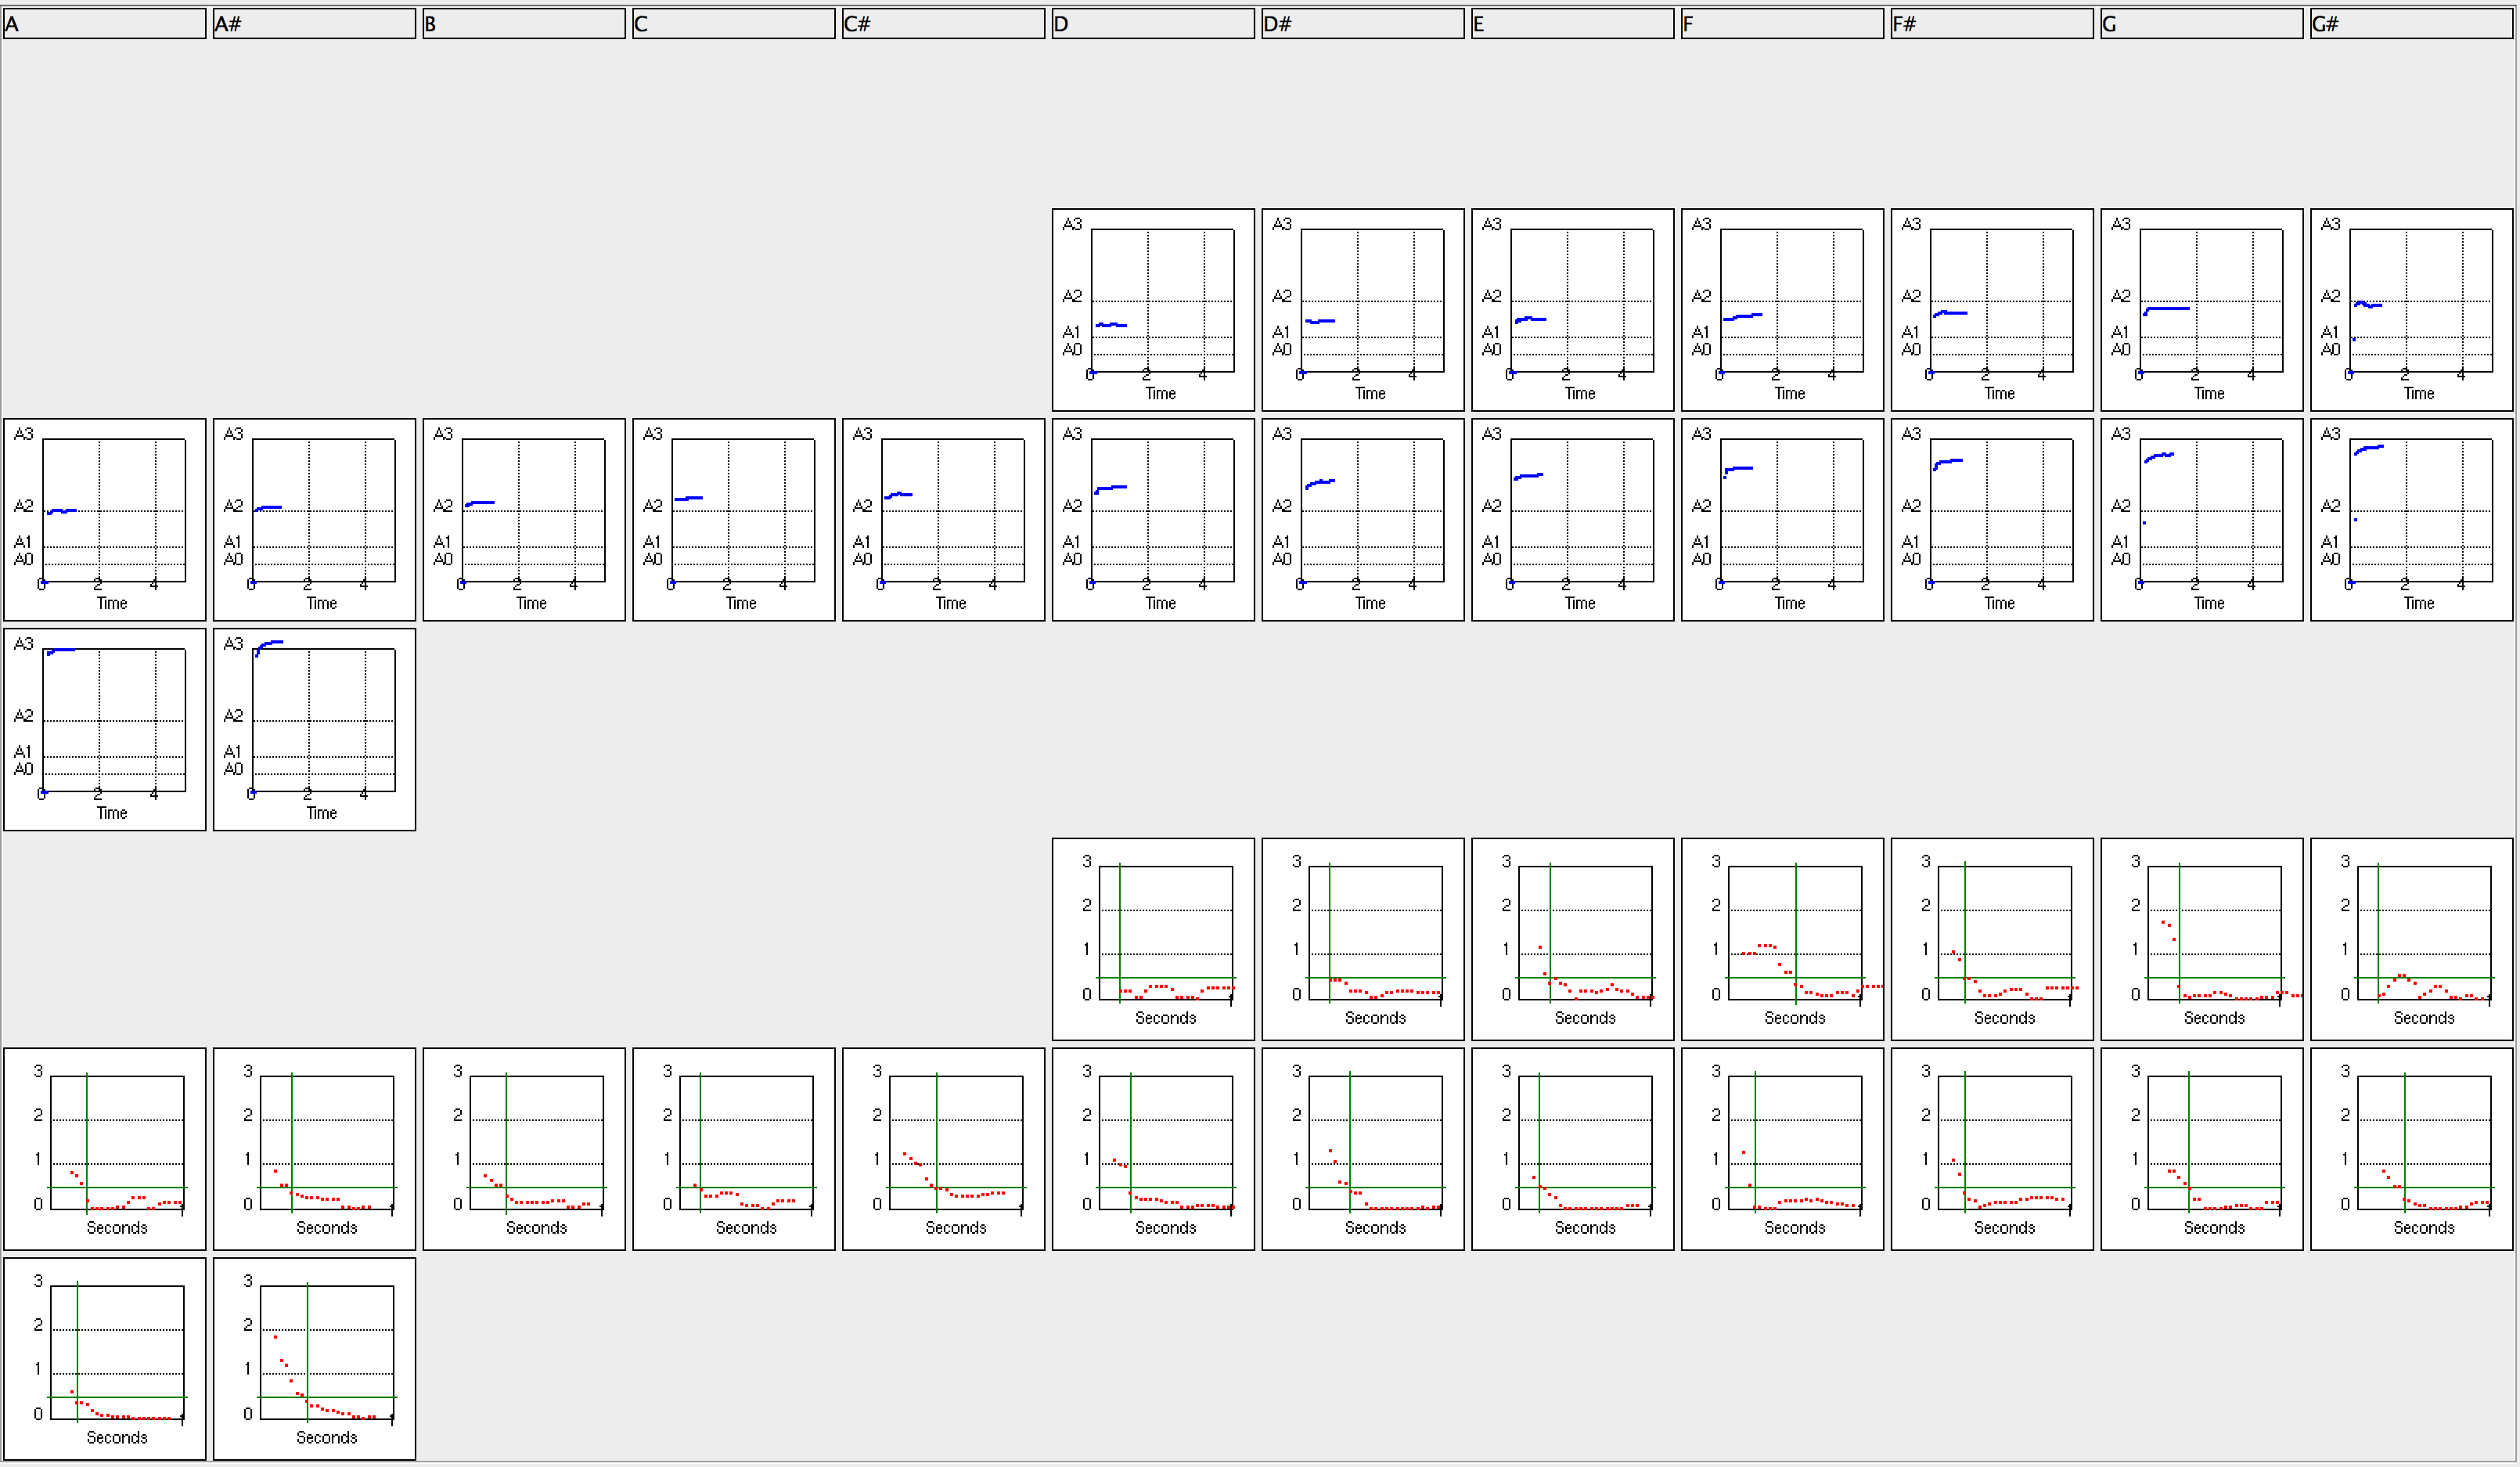 A A# B C C# D D# E F F# G G#
A3 A3 A3 A3 A3 A3 A3
A2 A2 A2 A2 A2 A2 A2
A1 A1 A1 A1 A1 A1 A1
A0 A0 A0 A0 A0 A0 A0
0 2 4 0 2 4 0 2 4 0 2 4 0 2 4 0 2 4 0 2 4
Time Time Time Time Time Time Time
A3 A3 A3 A3 A3 A3 A3 A3 A3 A3 A3 A3
A2 A2 A2 A2 A2 A2 A2 A2 A2 A2 A2 A2
A1 A1 A1 A1 A1 A1 A1 A1 A1 A1 A1 A1
A0 A0 A0 A0 A0 A0 A0 A0 A0 A0 A0 A0
0 2 4 0 2 4 0 2 4 0 2 4 0 2 4 0 2 4 0 2 4 0 2 4 0 2 4 0 2 4 0 2 4 0 2 4
Time Time Time Time Time Time Time Time Time Time Time Time
A3 A3
A2 A2
A1 A1
A0 A0
0 2 4 0 2 4
Time Time
3 3 3 3 3 3 3
2 2 2 2 2 2 2
1 1 1 1 1 1 1
0 0 0 0 0 0 0
Seconds Seconds Seconds Seconds Seconds Seconds Seconds
3 3 3 3 3 3 3 3 3 3 3 3
2 2 2 2 2 2 2 2 2 2 2 2
1 1 1 1 1 1 1 1 1 1 1 1
0 0 0 0 0 0 0 0 0 0 0 0
Seconds Seconds Seconds Seconds Seconds Seconds Seconds Seconds Seconds Seconds Seconds Seconds
3 3
2 2
1 1
0 0
Seconds Seconds